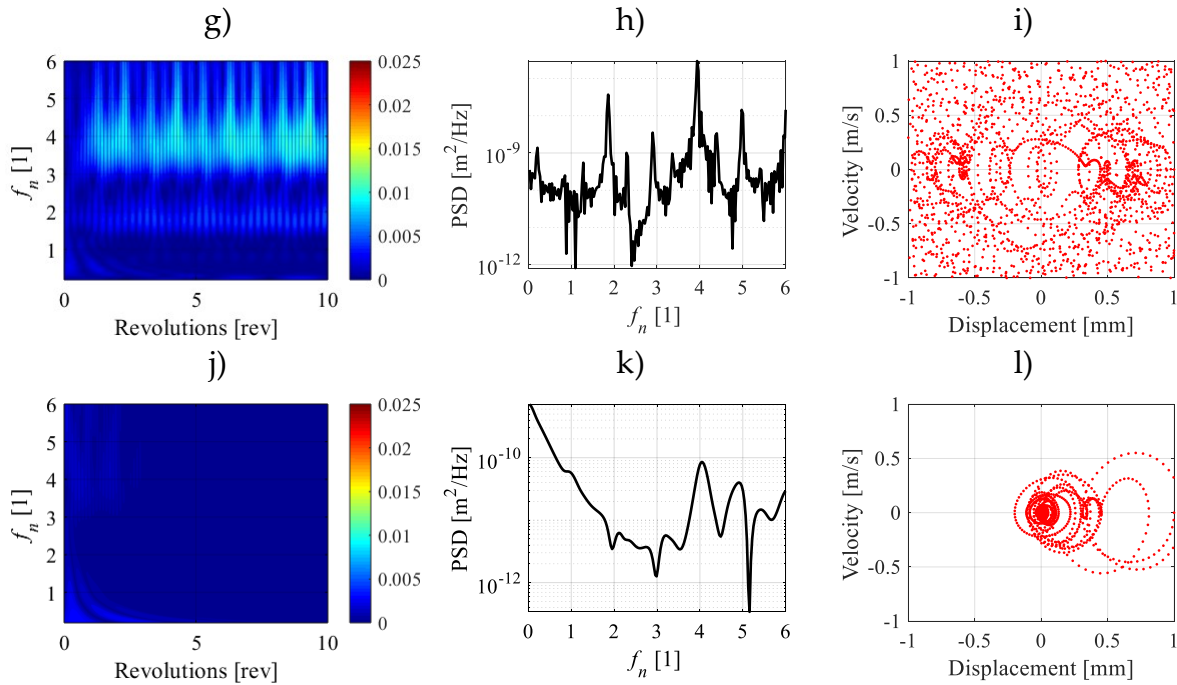 g)
h)
i)
6
5
4
3
2
1
f_n [1]
0
5
10
Revolutions [rev]
0.025
0.02
0.015
0.01
0.005
0
10^-9
10^-12
PSD [m^2/Hz]
0 1 2 3 4 5 6
f_n [1]
1
0.5
0
-0.5
-1
Velocity [m/s]
-1 -0.5 0 0.5 1
Displacement [mm]
j)
k)
l)
6
5
4
3
2
1
f_n [1]
0
5
10
Revolutions [rev]
0.025
0.02
0.015
0.01
0.005
0
10^-10
10^-12
PSD [m^2/Hz]
0 1 2 3 4 5 6
f_n [1]
1
0.5
0
-0.5
-1
Velocity [m/s]
-1 -0.5 0 0.5 1
Displacement [mm]